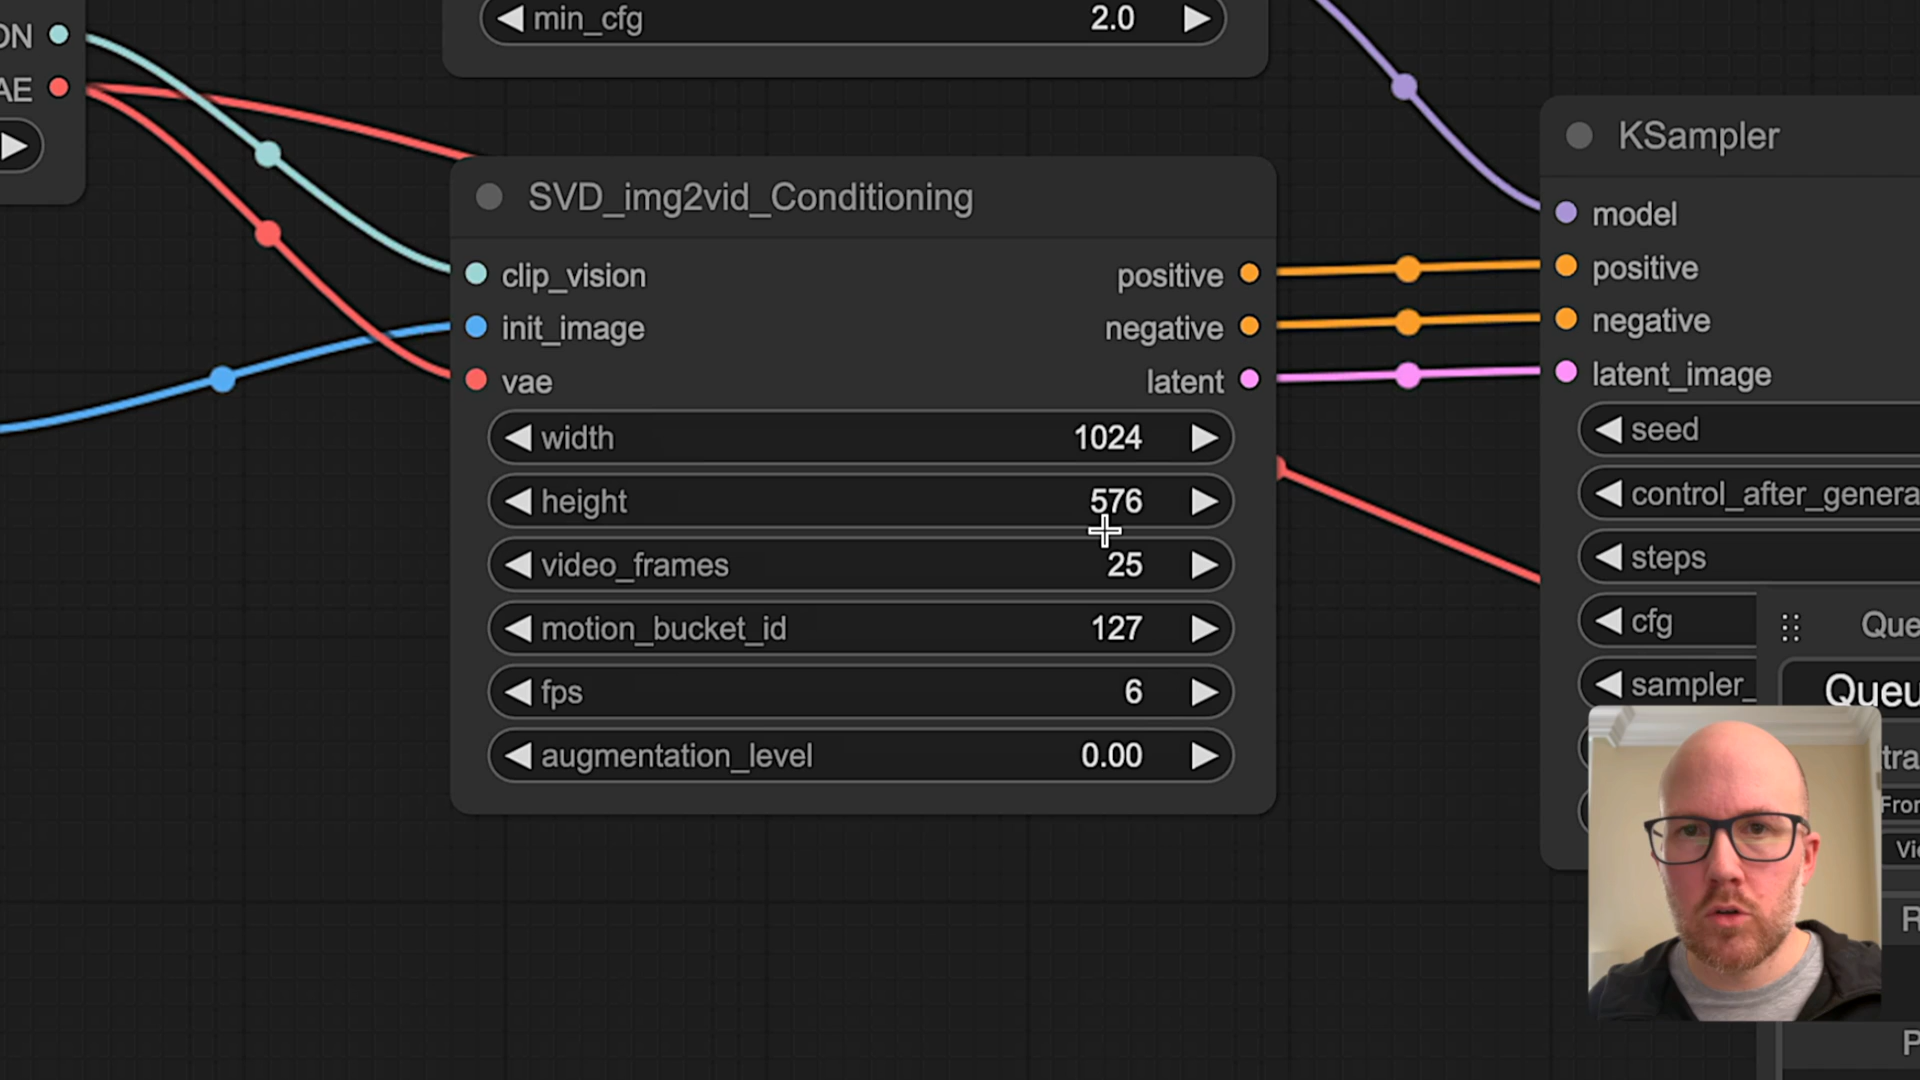 min_cfg 2.0
ON
AE
SVD_img2vid_Conditioning
clip_vision positive
init_image negative
vae latent
width 1024
height 576
video_frames 25
motion_bucket_id 127
fps 6
augmentation_level 0.00
KSampler
model
positive
negative
latent_image
seed
control_after_genera
steps
cfg
sampler_
Que
Queu
tra
Fron
Vi
R
P